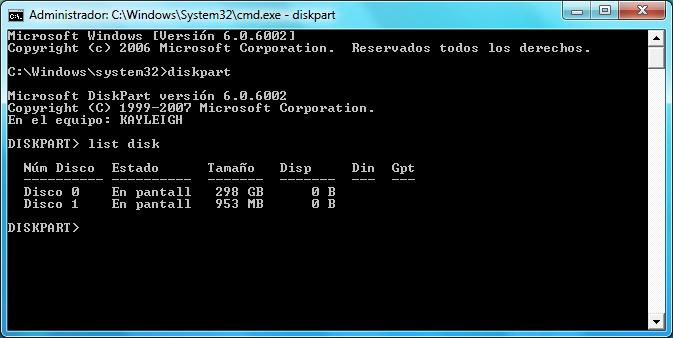 Administrador: C:\Windows\System32\cmd.exe - diskpart
Microsoft Windows [Versión 6.0.6002]
Copyright (c) 2006 Microsoft Corporation.  Reservados todos los derechos.
C:\Windows\system32>diskpart
Microsoft DiskPart versión 6.0.6002
Copyright (C) 1999-2007 Microsoft Corporation.
En el equipo: KAYLEIGH
DISKPART> list disk
  Núm Disco  Estado      Tamaño   Disp     Din  Gpt
  ---------- ----------  -------  -------  ---  ---
  Disco 0    En pantall   298 GB      0 B
  Disco 1    En pantall   953 MB      0 B
DISKPART>